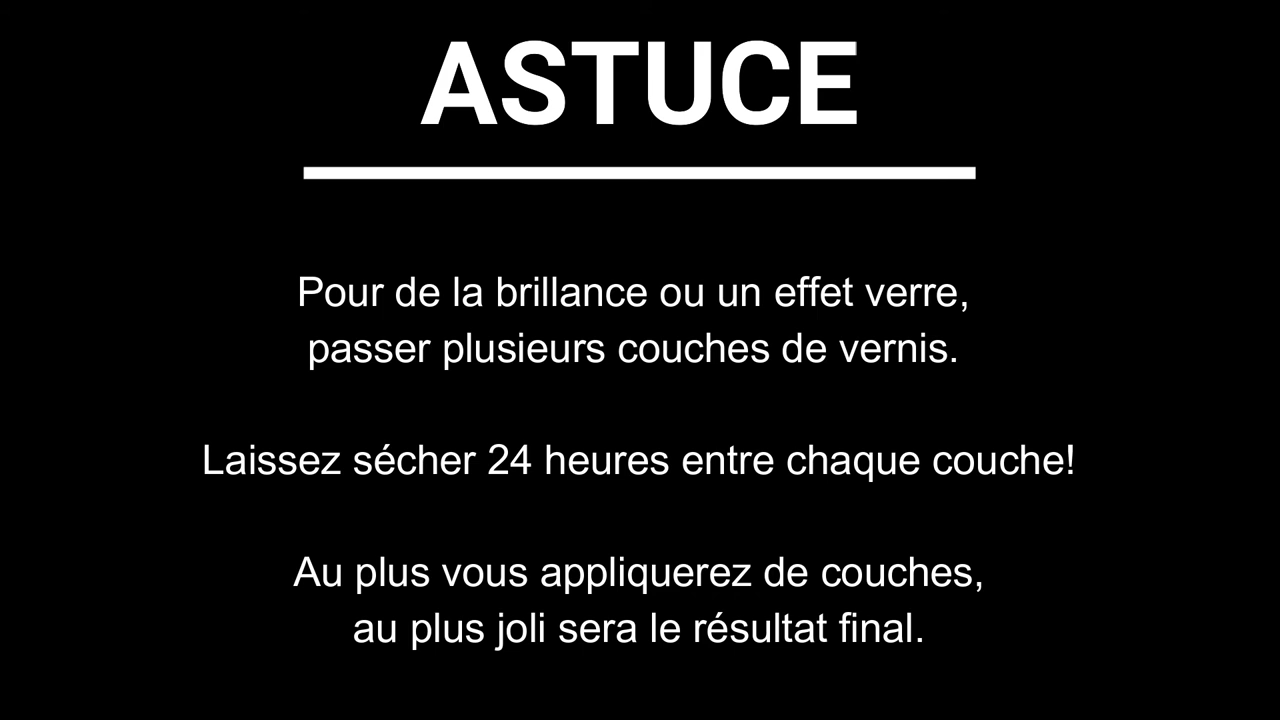 ASTUCE
Pour de la brillance ou un effet verre,
passer plusieurs couches de vernis.
Laissez sécher 24 heures entre chaque couche!
Au plus vous appliquerez de couches,
au plus joli sera le résultat final.